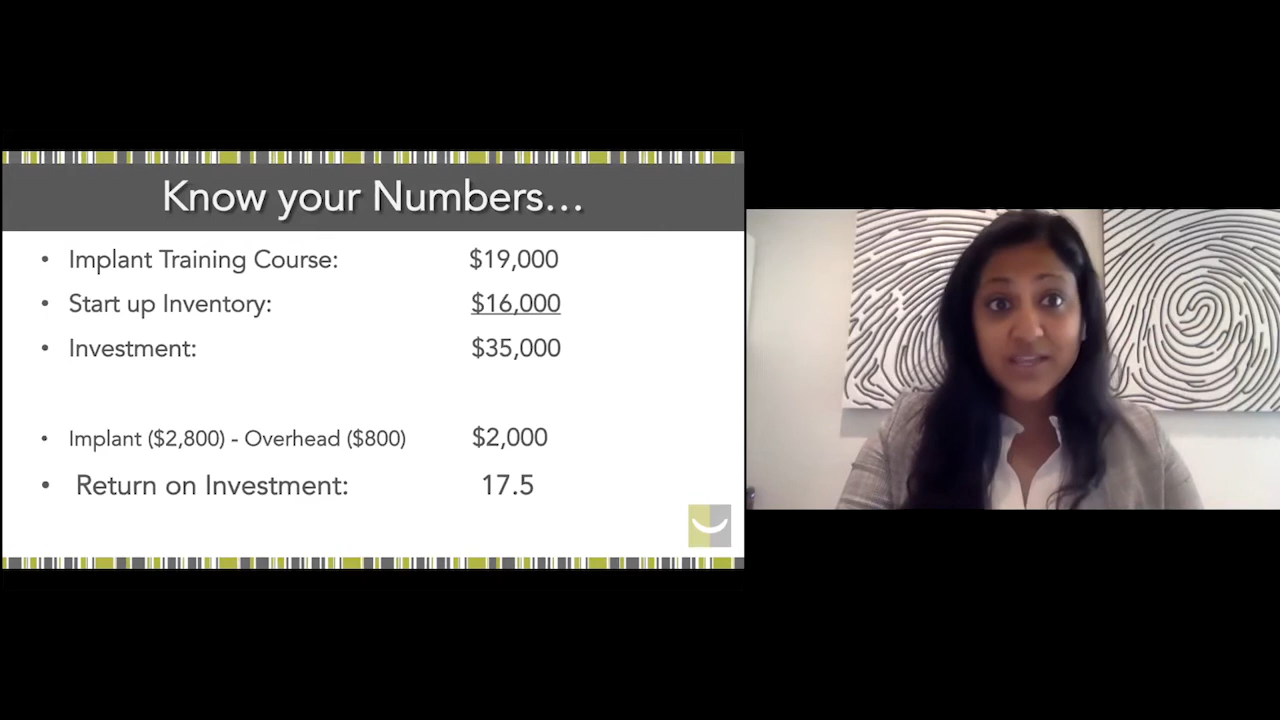 Know your Numbers...
• Implant Training Course: $19,000
• Start up Inventory: $16,000
• Investment: $35,000
• Implant ($2,800) - Overhead ($800) $2,000
• Return on Investment: 17.5